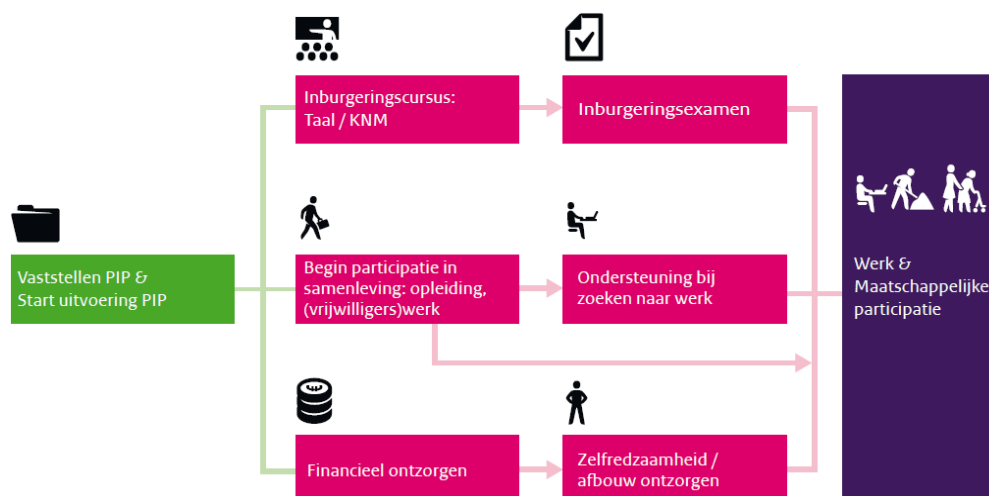 Inburgeringscursus:
Taal / KNM
Inburgeringsexamen
Vaststellen PIP &
Start uitvoering PIP
Begin participatie in
samenleving: opleiding,
(vrijwilligers)werk
Ondersteuning bij
zoeken naar werk
Werk &
Maatschappelijke
participatie
Financieel ontzorgen
Zelfredzaamheid /
afbouw ontzorgen